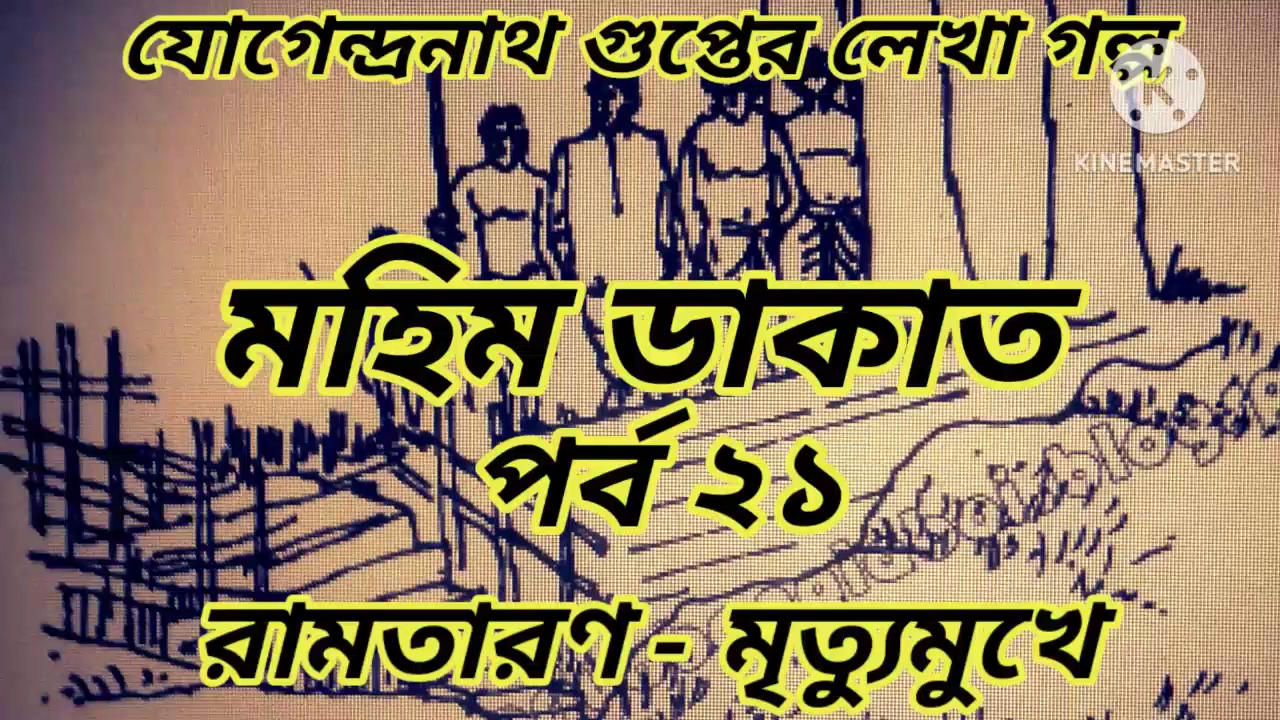 যোগেন্দ্রনাথ গুপ্তের লেখা গল্প
KINEMASTER
মহিম ডাকাত
পর্ব ২১
রামতারণ - মৃত্যুমুখে